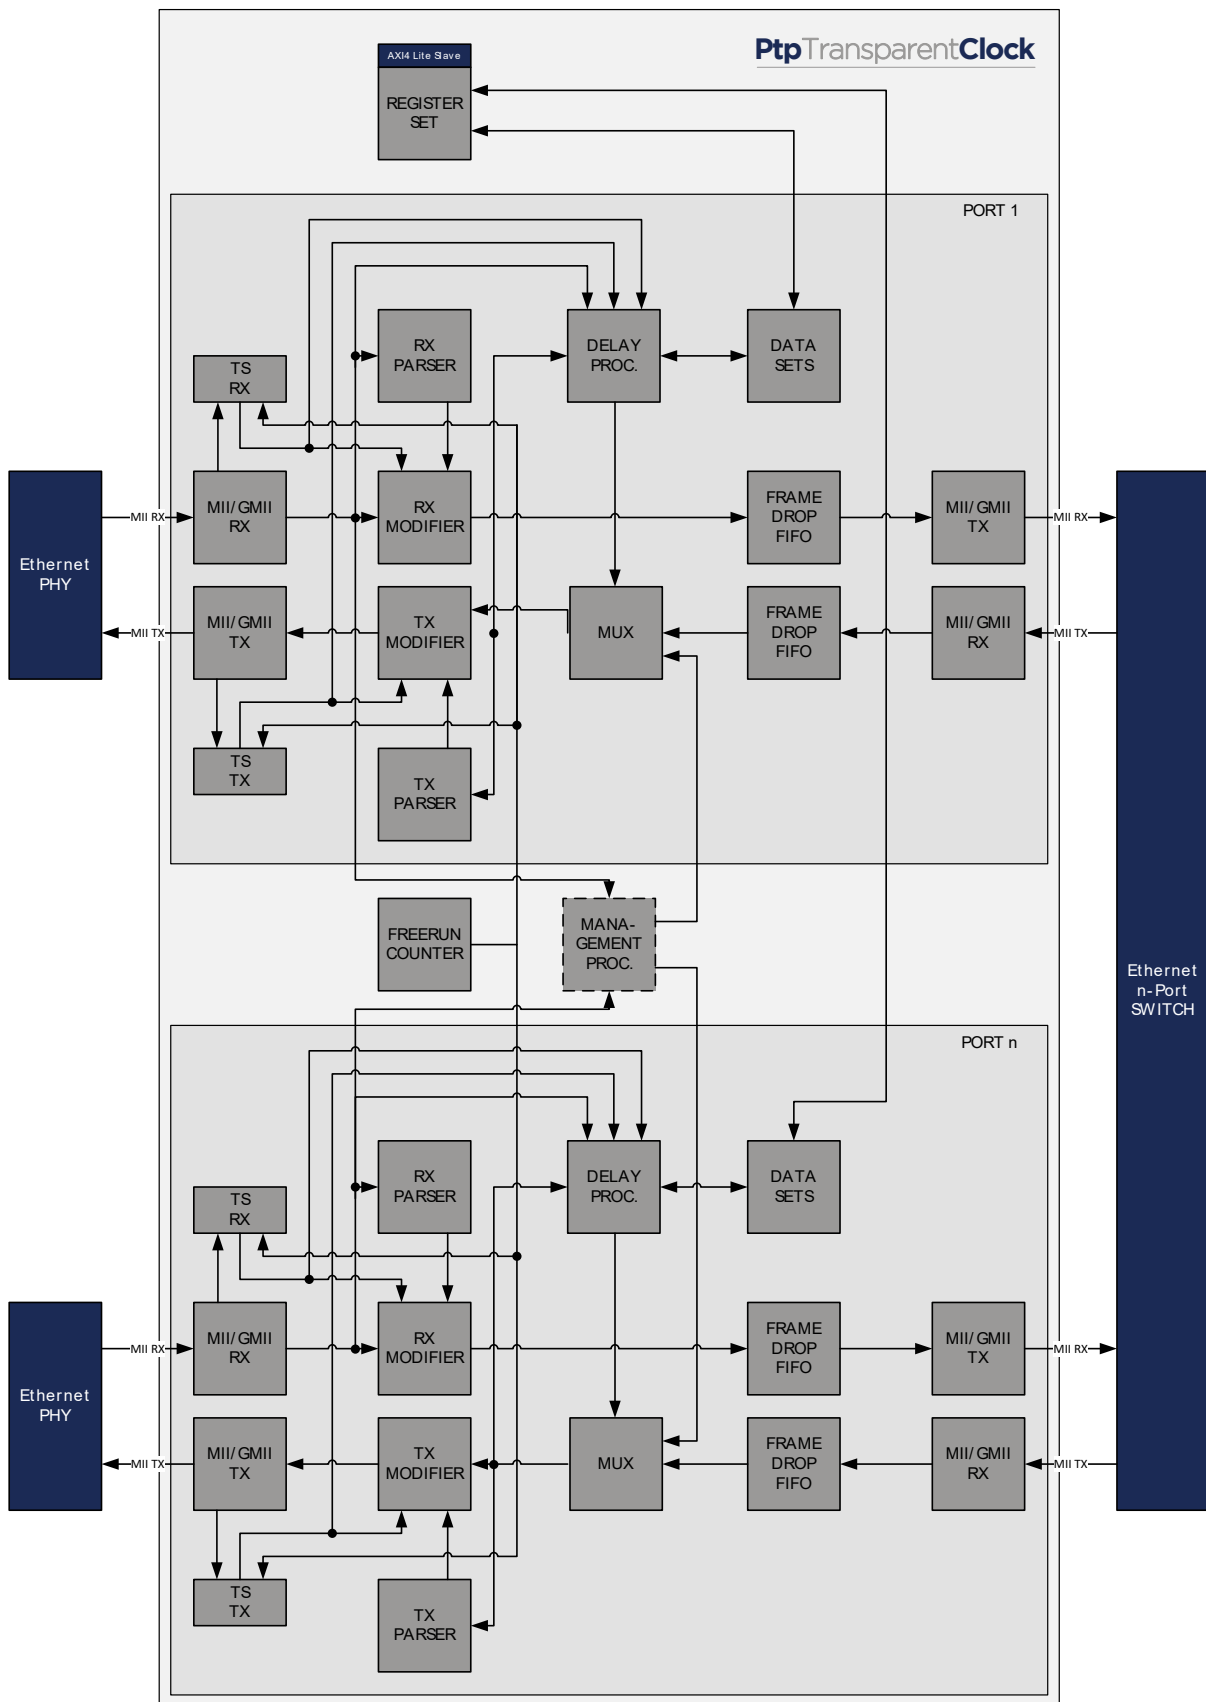 AXI4 Lite Slave
PtpTransparentClock
REGISTER
SET
PORT 1
RX
PARSER
DELAY
PROC.
DATA
SETS
TS
RX
Ethernet
PHY
MII RX
MII/GMII
RX
RX
MODIFIER
FRAME
DROP
FIFO
MII/GMII
TX
MII RX
MII TX
MII/GMII
TX
TX
MODIFIER
MUX
FRAME
DROP
FIFO
MII/GMII
RX
MII TX
TS
TX
TX
PARSER
FREERUN
COUNTER
MANA-
GEMENT
PROC.
Ethernet
n-Port
SWITCH
PORT n
RX
PARSER
DELAY
PROC.
DATA
SETS
TS
RX
Ethernet
PHY
MII RX
MII/GMII
RX
RX
MODIFIER
FRAME
DROP
FIFO
MII/GMII
TX
MII RX
MII TX
MII/GMII
TX
TX
MODIFIER
MUX
FRAME
DROP
FIFO
MII/GMII
RX
MII TX
TS
TX
TX
PARSER